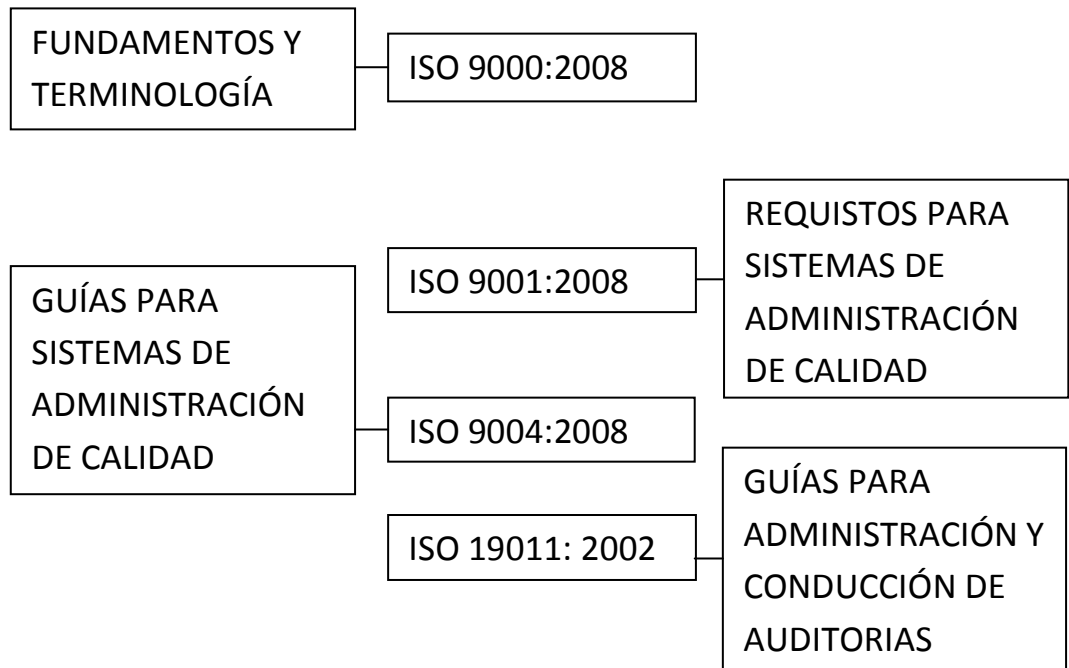 FUNDAMENTOS Y
TERMINOLOGÍA
ISO 9000:2008
REQUISTOS PARA
SISTEMAS DE
ADMINISTRACIÓN
DE CALIDAD
ISO 9001:2008
GUÍAS PARA
SISTEMAS DE
ADMINISTRACIÓN
DE CALIDAD
ISO 9004:2008
ISO 19011: 2002
GUÍAS PARA
ADMINISTRACIÓN Y
CONDUCCIÓN DE
AUDITORIAS